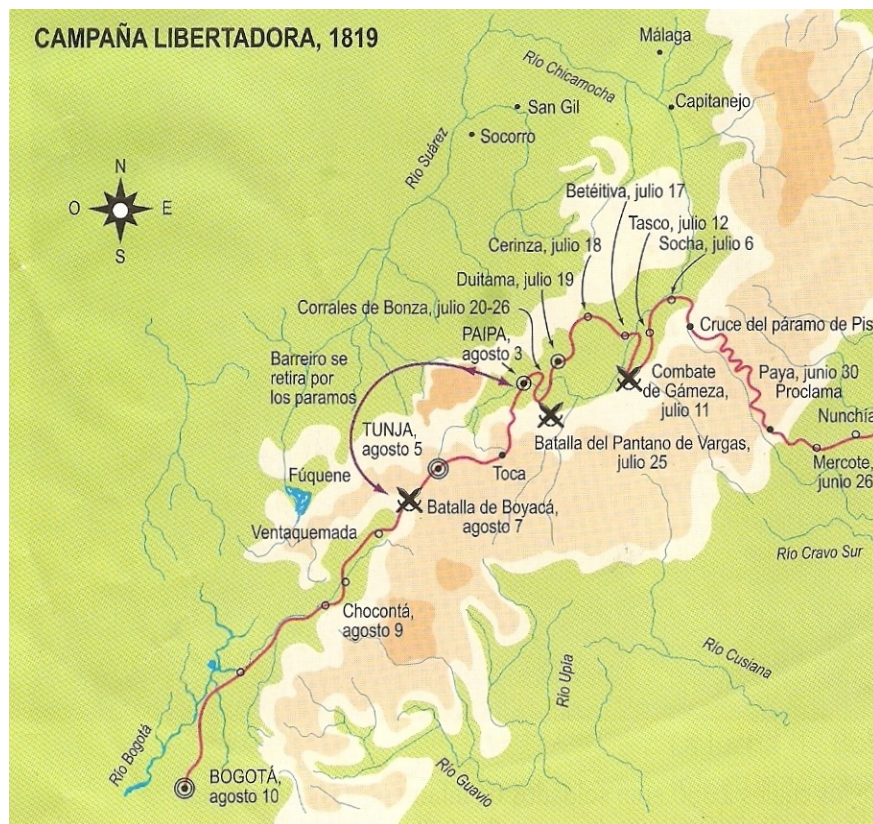 CAMPAÑA LIBERTADORA, 1819
Málaga
Río Chicamocha
Capitanejo
San Gil
Socorro
Río Suárez
N
O
E
S
Betéitiva, julio 17
Tasco, julio 12
Socha, julio 6
Cerinza, julio 18
Duitama, julio 19
Corrales de Bonza, julio 20-26
PAIPA,
agosto 3
Cruce del páramo de Pis
Barreiro se
retira por
los paramos
Combate
de Gámeza,
julio 11
Paya, junio 30
Proclama
Nunchía
TUNJA,
agosto 5
Batalla del Pantano de Vargas,
julio 25
Mercote,
junio 26
Toca
Fúquene
Batalla de Boyacá,
agosto 7
Ventaquemada
Río Cravo Sur
Chocontá,
agosto 9
Río Cusiana
Río Upía
Río Bogotá
Río Guavio
BOGOTÁ,
agosto 10